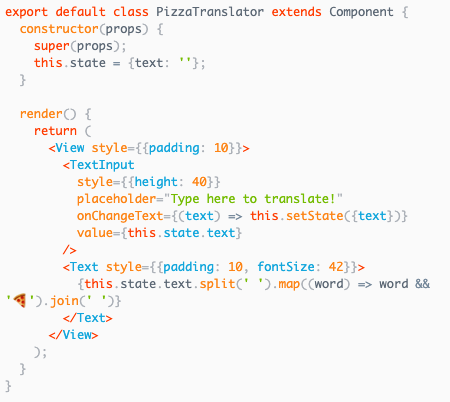 export default class PizzaTranslator extends Component {
  constructor(props) {
    super(props);
    this.state = {text: ''};
  }

  render() {
    return (
      <View style={{padding: 10}}>
        <TextInput
          style={{height: 40}}
          placeholder="Type here to translate!"
          onChangeText={(text) => this.setState({text})}
          value={this.state.text}
        />
        <Text style={{padding: 10, fontSize: 42}}>
          {this.state.text.split(' ').map((word) => word &&
'🍕').join(' ')}
        </Text>
      </View>
    );
  }
}